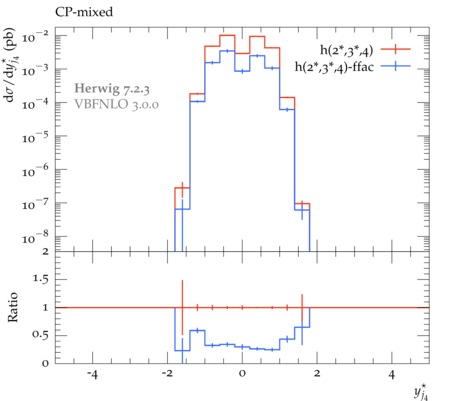 CP-mixed
h(2*,3*,4)
h(2*,3*,4)-ffac
Herwig 7.2.3
VBFNLO 3.0.0
dσ/dy*j4 (pb)
10−2
10−3
10−4
10−5
10−6
10−7
10−8
2
1.5
1
0.5
0
Ratio
-4 -2 0 2 4
y*j4